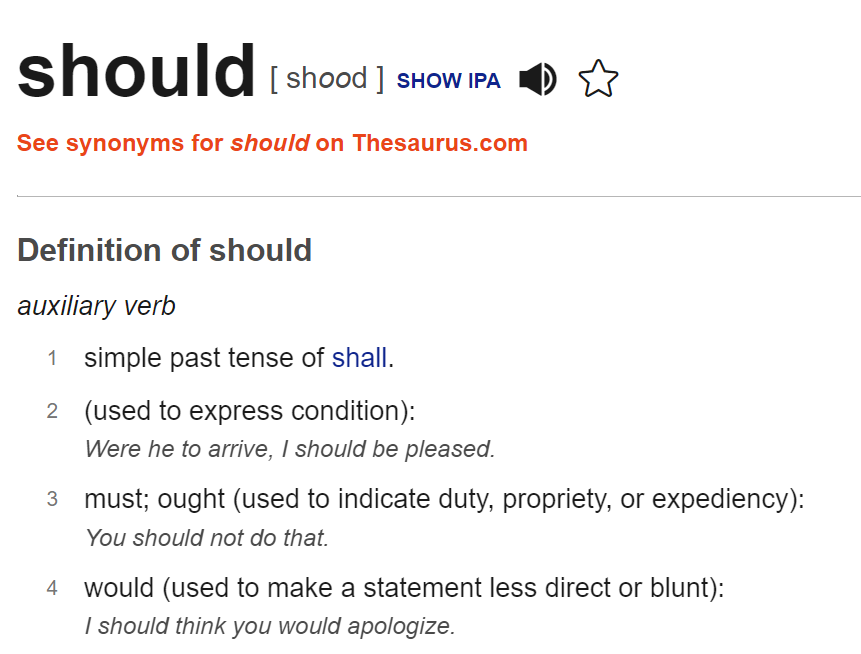 should [ shood ] SHOW IPA
See synonyms for should on Thesaurus.com
Definition of should
auxiliary verb
1 simple past tense of shall.
2 (used to express condition):
Were he to arrive, I should be pleased.
3 must; ought (used to indicate duty, propriety, or expediency):
You should not do that.
4 would (used to make a statement less direct or blunt):
I should think you would apologize.